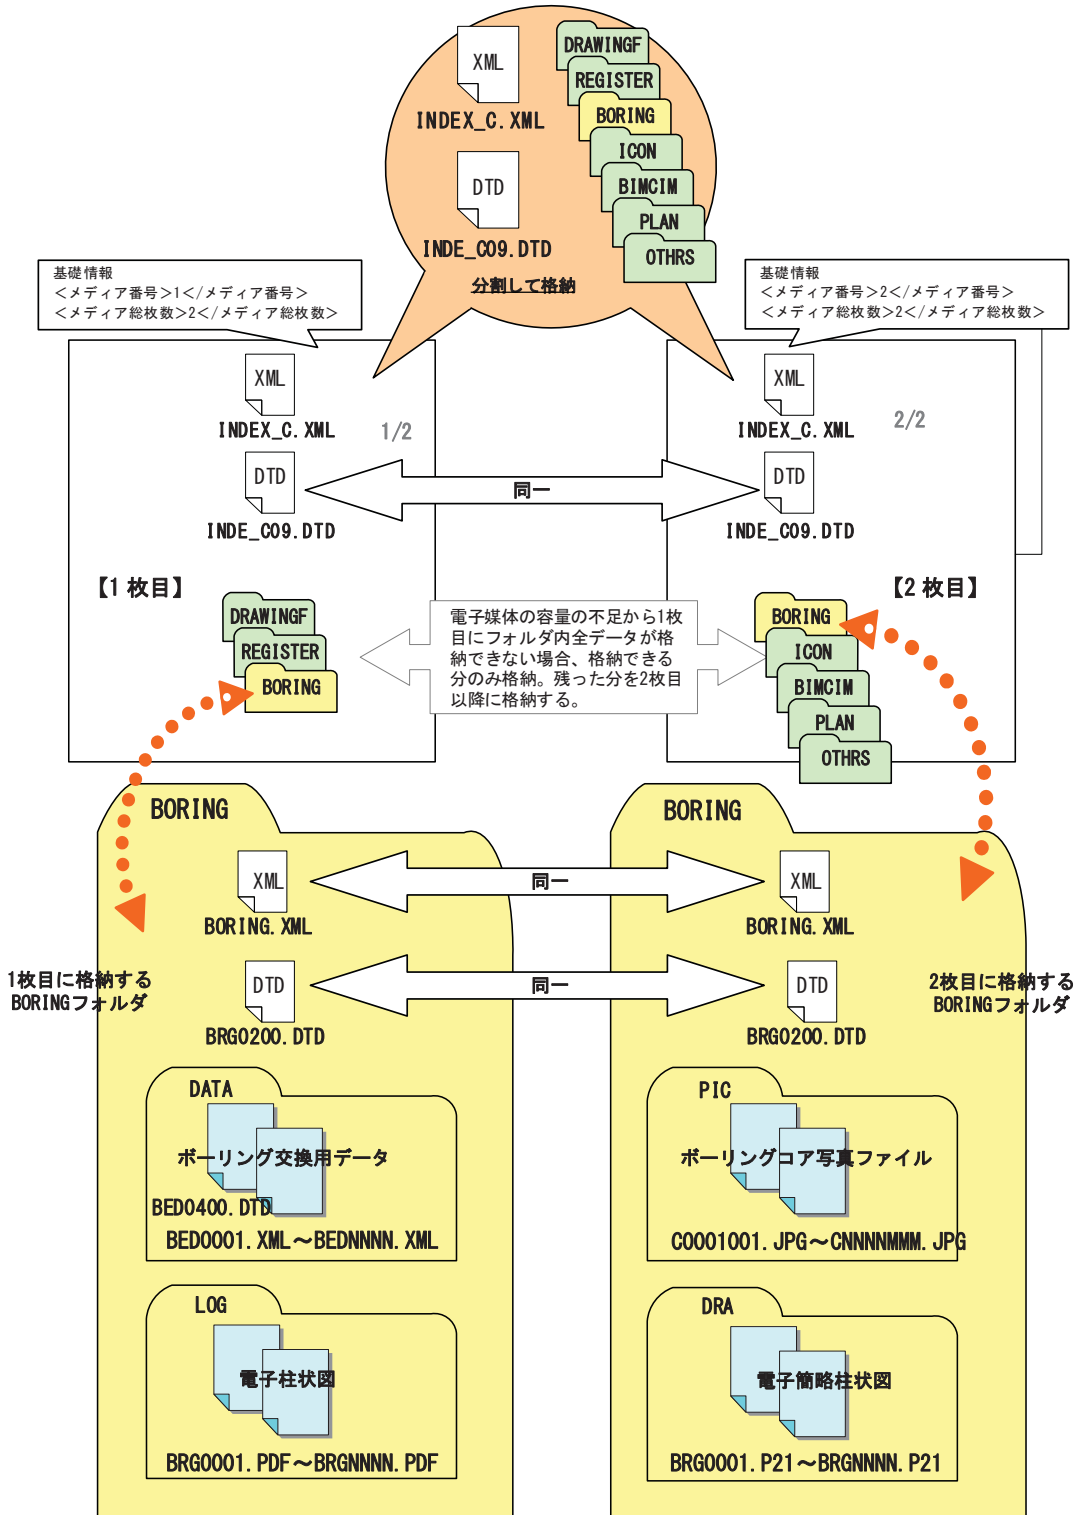 XML
INDEX_C.XML
DTD
INDE_C09.DTD
分割して格納
DRAWINGF
REGISTER
BORING
ICON
BIMCIM
PLAN
OTHRS
基礎情報
<メディア番号>1</メディア番号>
<メディア総枚数>2</メディア総枚数>
基礎情報
<メディア番号>2</メディア番号>
<メディア総枚数>2</メディア総枚数>
XML
INDEX_C.XML
1/2
DTD
INDE_C09.DTD
同一
XML
INDEX_C.XML
2/2
DTD
INDE_C09.DTD
【1枚目】
DRAWINGF
REGISTER
BORING
電子媒体の容量の不足から1枚
目にフォルダ内全データが格
納できない場合、格納できる
分のみ格納。残った分を2枚目
以降に格納する。
【2枚目】
BORING
ICON
BIMCIM
PLAN
OTHRS
BORING
XML
BORING.XML
同一
BORING
XML
BORING.XML
1枚目に格納する
BORINGフォルダ
DTD
BRG0200.DTD
同一
DTD
BRG0200.DTD
2枚目に格納する
BORINGフォルダ
DATA
ボーリング交換用データ
BED0400.DTD
BED0001.XML～BEDNNNN.XML
PIC
ボーリングコア写真ファイル
C0001001.JPG～CNNNNMMM.JPG
LOG
電子柱状図
BRG0001.PDF～BRGNNNN.PDF
DRA
電子簡略柱状図
BRG0001.P21～BRGNNNN.P21